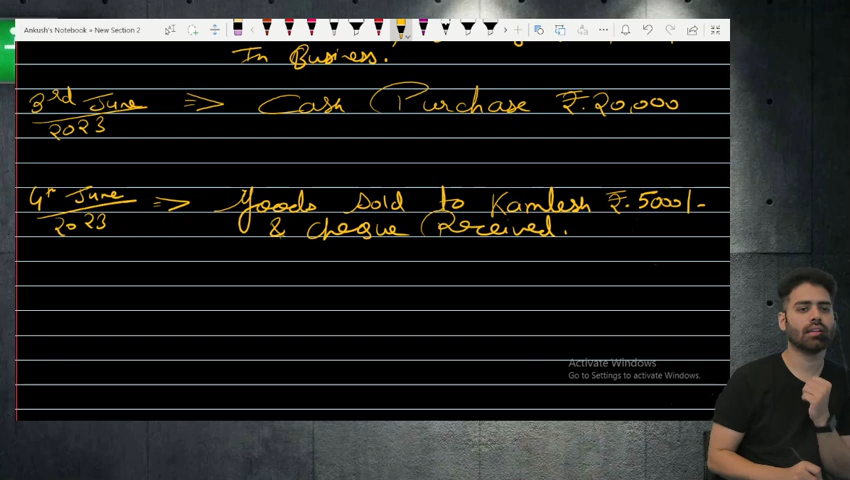 Ankush's Notebook » New Section 2
In Business.
3rd June
2023
=> Cash Purchase ₹.20,000
4th June
2023
=> Goods Sold to Kamlesh ₹.5000/-
& cheque Received.
Activate Windows
Go to Settings to activate Windows.